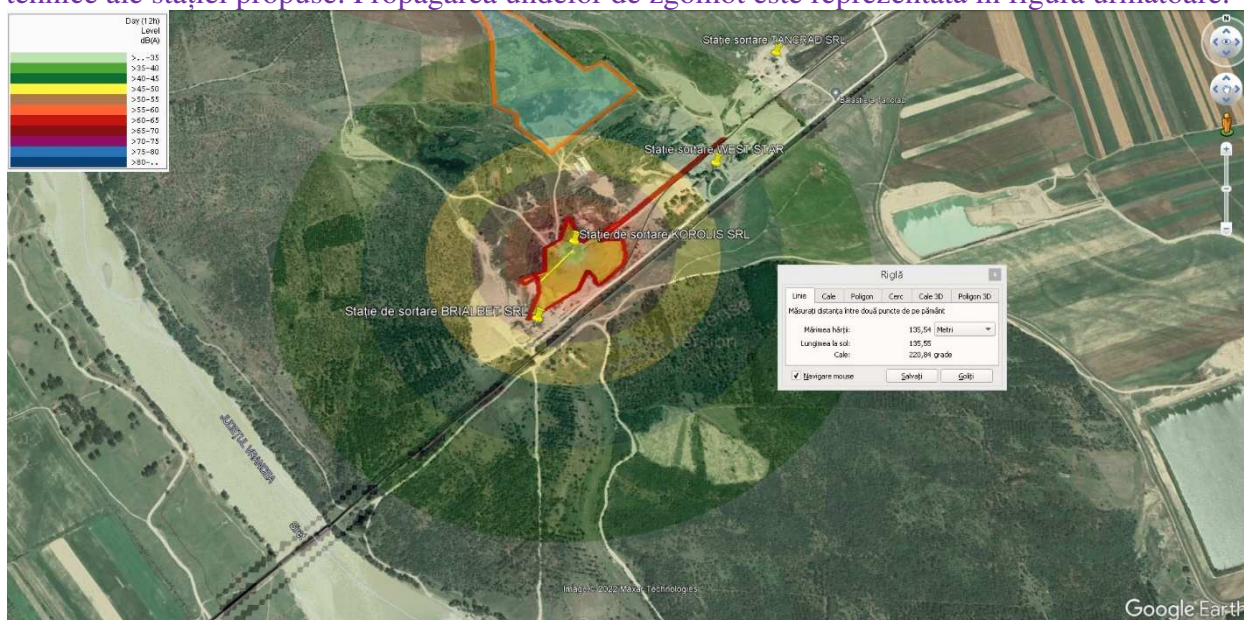 tehnice ale stației propuse. Propagarea undelor de zgomot este reprezentată în figura următoare.
Day (12h)
Level
dB(A)
>..-35
>35-40
>40-45
>45-50
>50-55
>55-60
>60-65
>65-70
>70-75
>75-80
>80-..
Stație sortare TANCRAD SRL
Stație sortare WEST STAR
Stație de sortare KOROLIS SRL
Stație de sortare BRIALBET SRL
JUDEȚUL VRANCEA
Siret
N
Riglă
Linie Cale Poligon Cerc Cale 3D Poligon 3D
Măsurați distanța între două puncte de pe pământ
Mărimea hărții: 135,54 Metri
Lungimea la sol: 135,55
Cale: 220,84 grade
Navigare mouse Salvați Goliți
Image © 2022 Maxar Technologies
Google Earth